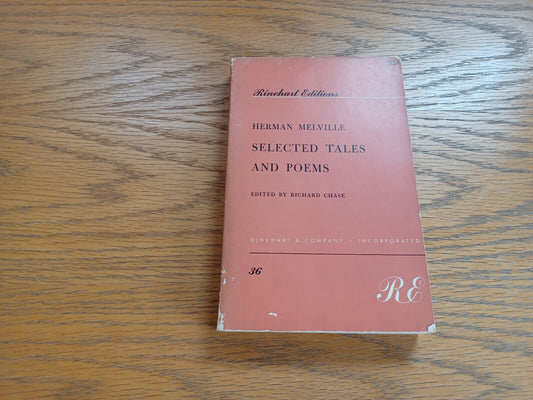 Rinehart Editions
HERMAN MELVILLE
SELECTED TALES
AND POEMS
EDITED BY RICHARD CHASE
RINEHART & COMPANY · INCORPORATED
36
RE